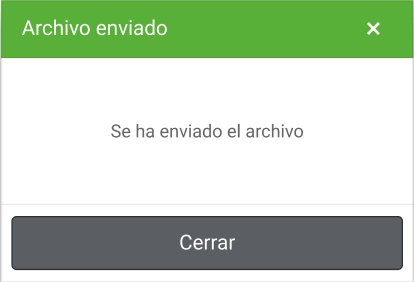 Archivo enviado ×
Se ha enviado el archivo
Cerrar